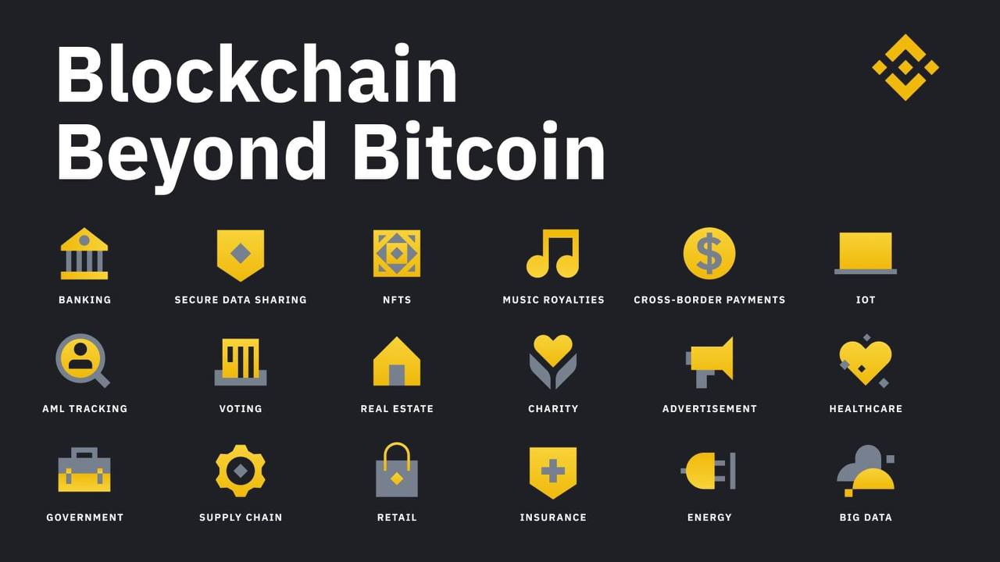 Blockchain
Beyond Bitcoin
BANKING
SECURE DATA SHARING
NFTS
MUSIC ROYALTIES
CROSS-BORDER PAYMENTS
IOT
AML TRACKING
VOTING
REAL ESTATE
CHARITY
ADVERTISEMENT
HEALTHCARE
GOVERNMENT
SUPPLY CHAIN
RETAIL
INSURANCE
ENERGY
BIG DATA